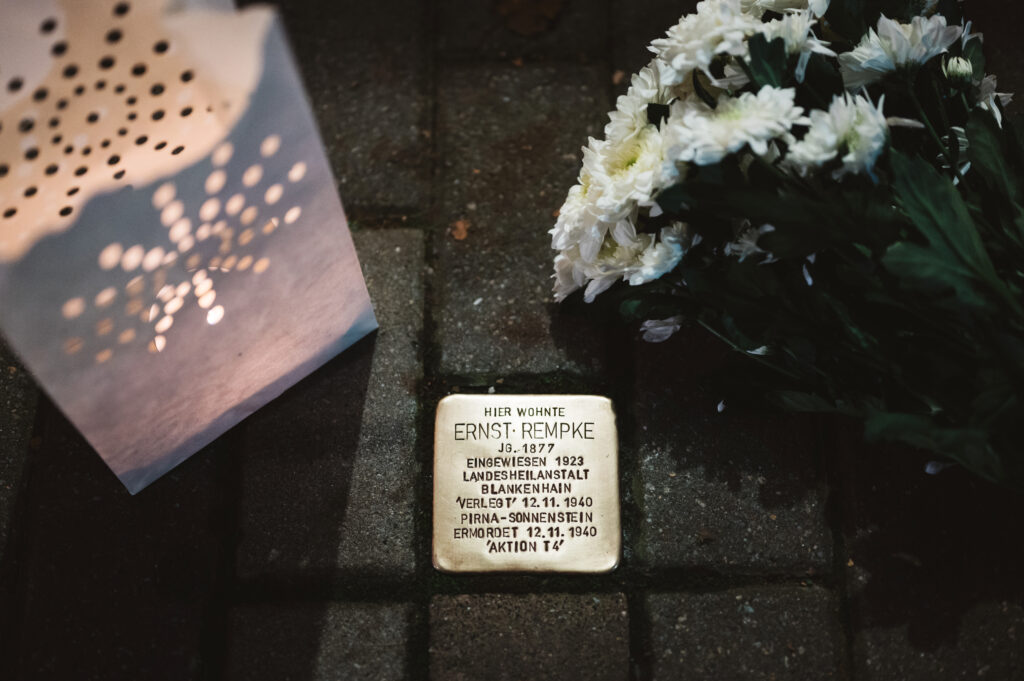 HIER WOHNTE
ERNST REMPKE
JG. 1877
EINGEWIESEN 1923
LANDESHEILANSTALT
BLANKENHAIN
'VERLEGT' 12.11.1940
PIRNA-SONNENSTEIN
ERMORDET 12.11.1940
'AKTION T4'